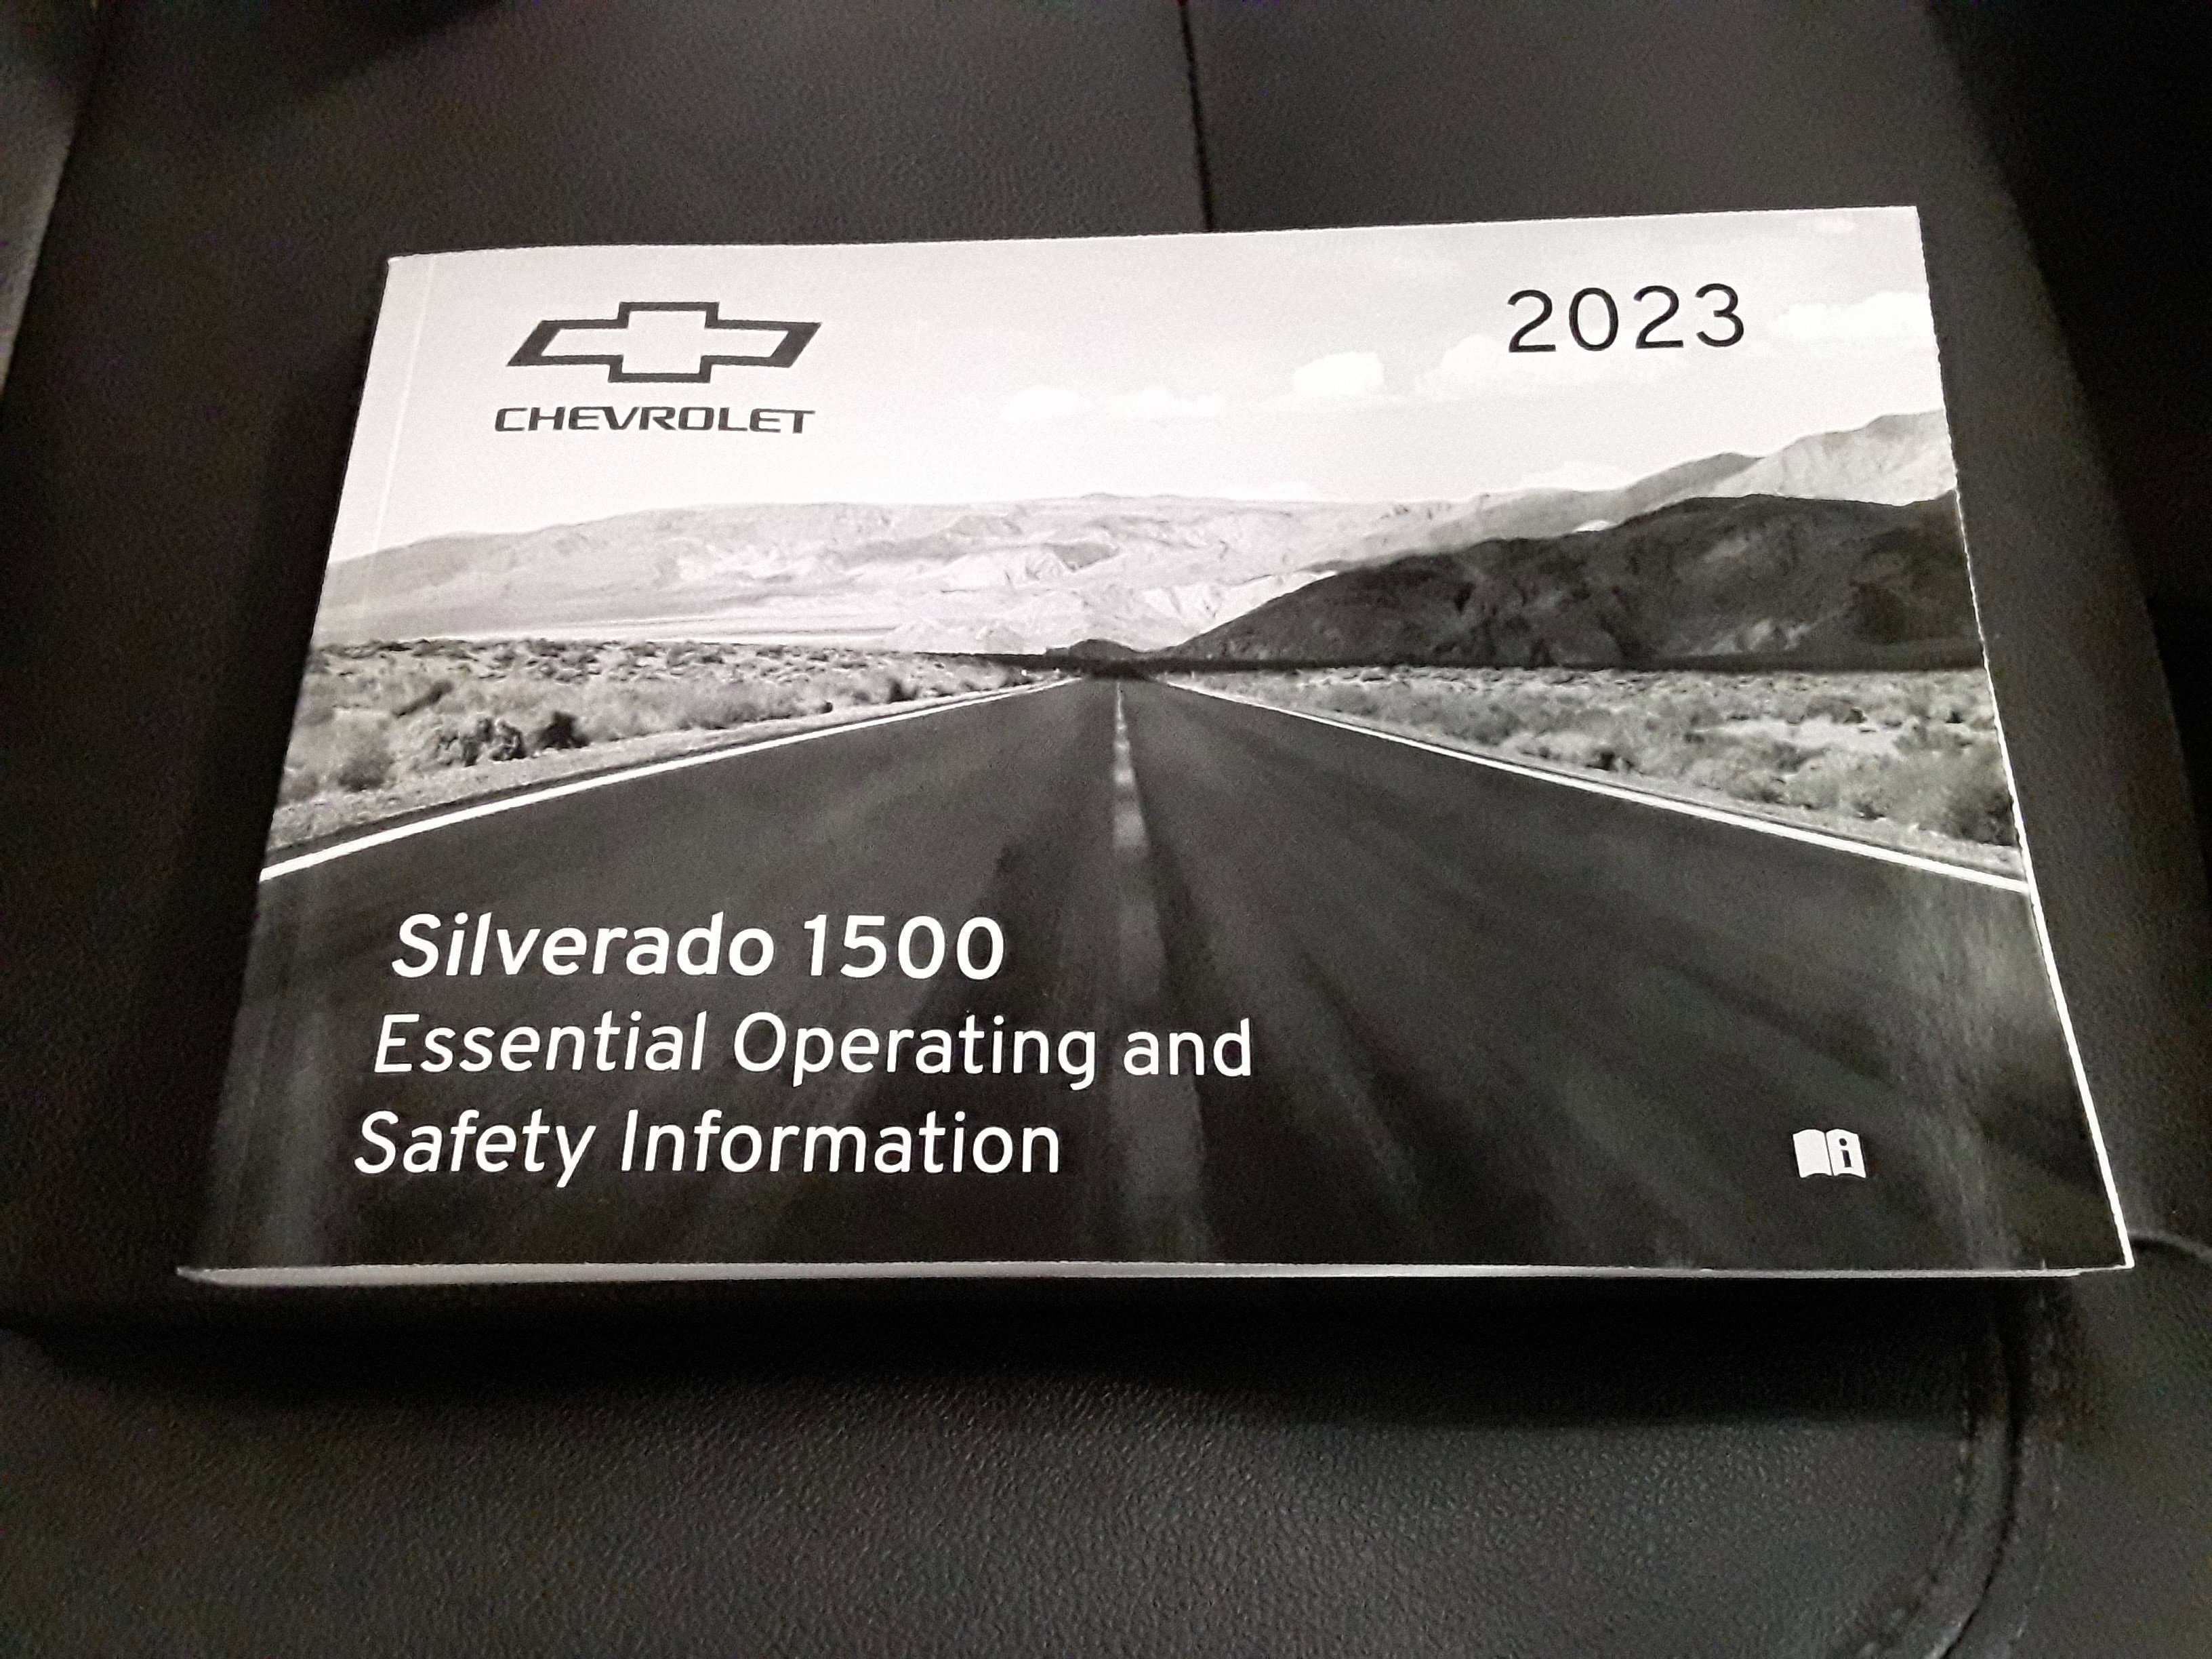 CHEVROLET
2023
Silverado 1500
Essential Operating and
Safety Information